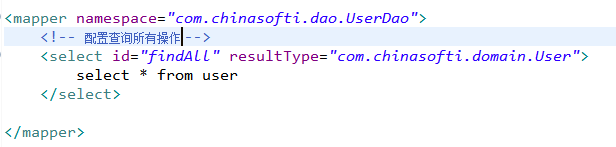 <mapper namespace="com.chinasofti.dao.UserDao">
<!-- 配置查询所有操作-->
<select id="findAll" resultType="com.chinasofti.domain.User">
select * from user
</select>
</mapper>